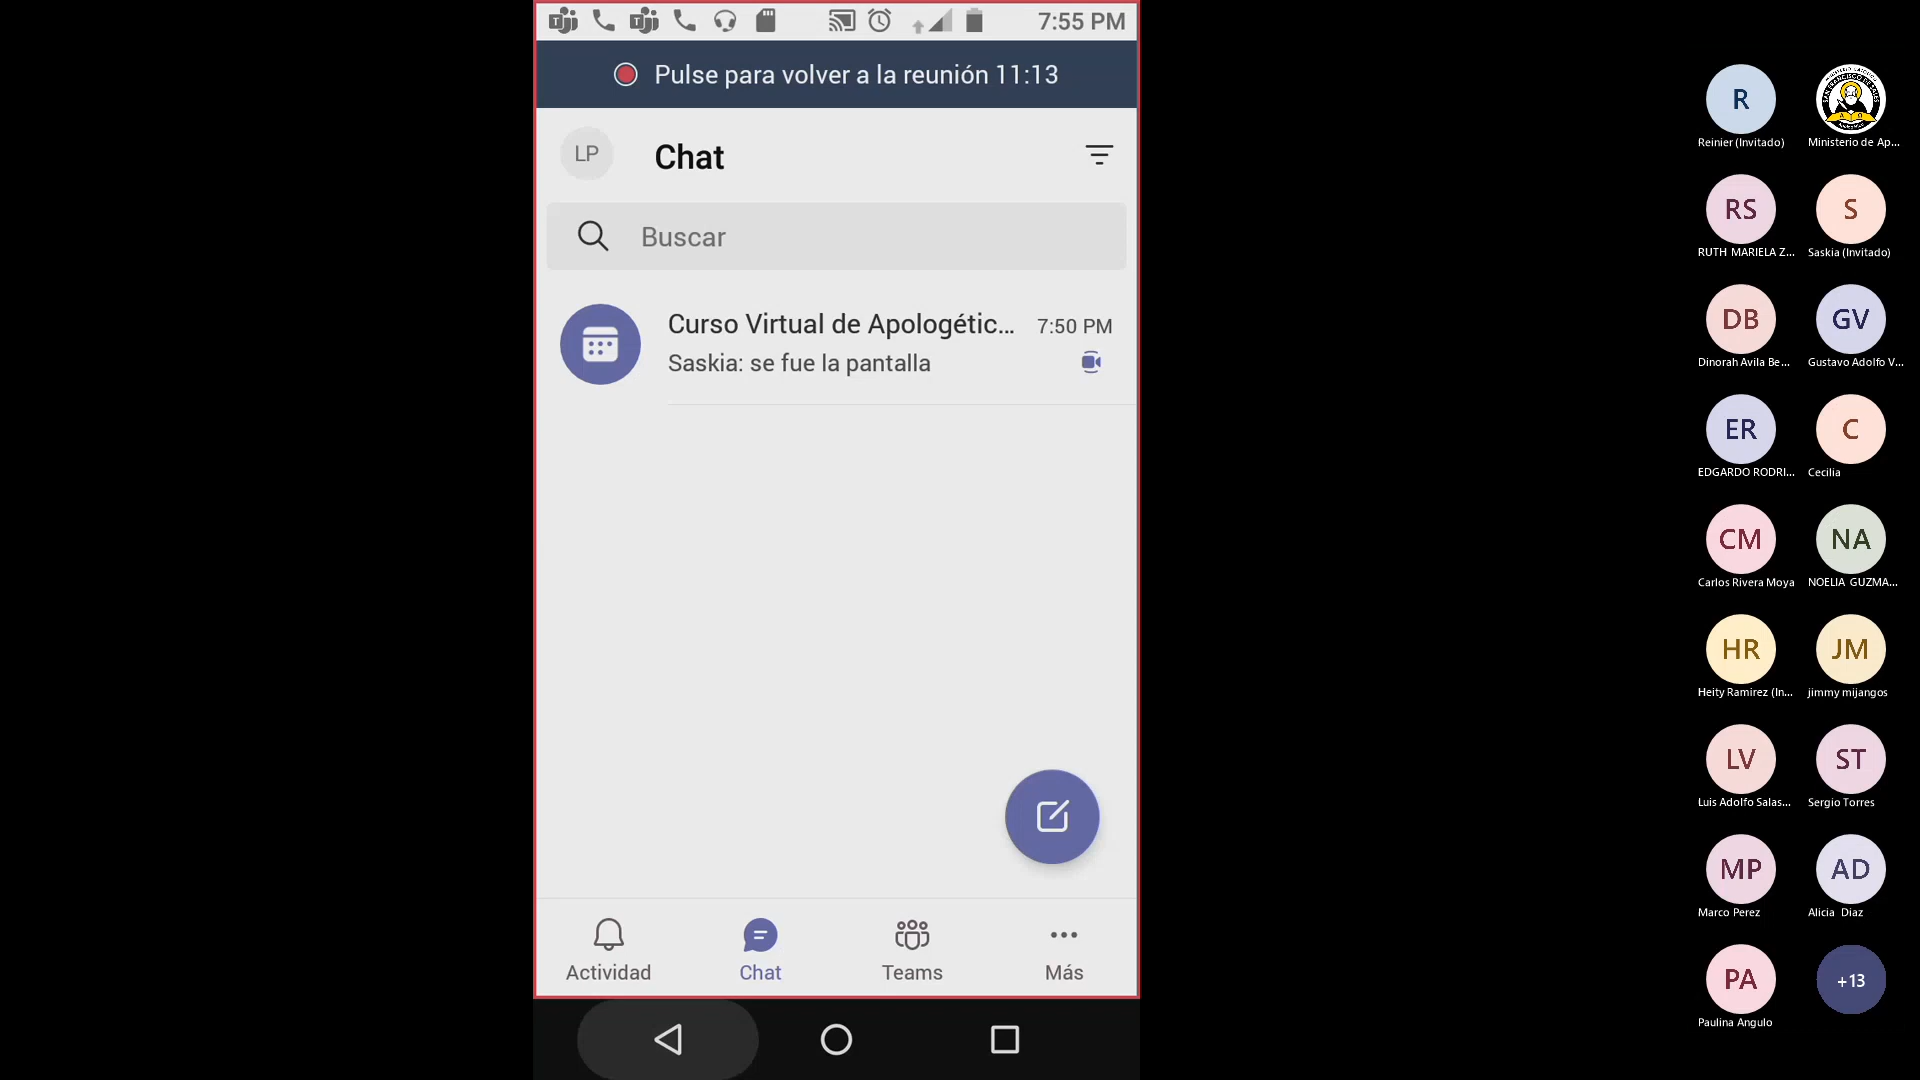 7:55 PM
Pulse para volver a la reunión 11:13
LP
Chat
Buscar
Curso Virtual de Apologétic... 7:50 PM
Saskia: se fue la pantalla
Actividad
Chat
Teams
Más
R
Reinier (Invitado)
Ministerio de Ap...
RS
RUTH MARIELA Z...
S
Saskia (Invitado)
DB
Dinorah Avila Be...
GV
Gustavo Adolfo V...
ER
EDGARDO RODRI...
C
Cecilia
CM
Carlos Rivera Moya
NA
NOELIA GUZMA...
HR
Heity Ramirez (In...
JM
jimmy mijangos
LV
Luis Adolfo Salas...
ST
Sergio Torres
MP
Marco Perez
AD
Alicia Diaz
PA
Paulina Angulo
+13